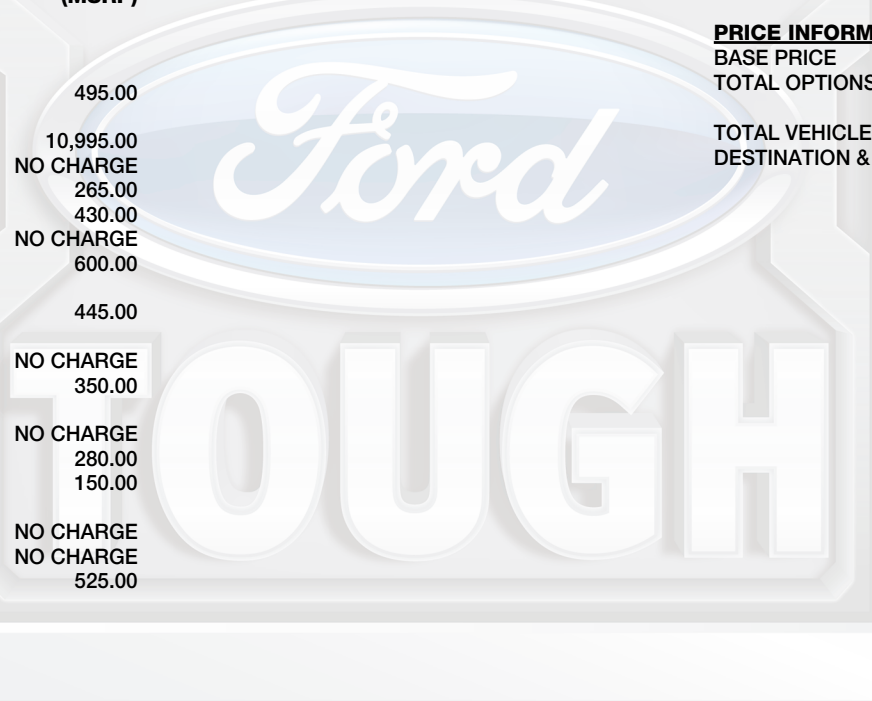 (MSRP)
495.00
10,995.00
NO CHARGE
265.00
430.00
NO CHARGE
600.00
445.00
NO CHARGE
350.00
NO CHARGE
280.00
150.00
NO CHARGE
NO CHARGE
525.00
PRICE INFORM
BASE PRICE
TOTAL OPTIONS
TOTAL VEHICLE
DESTINATION &
Ford
TOUGH